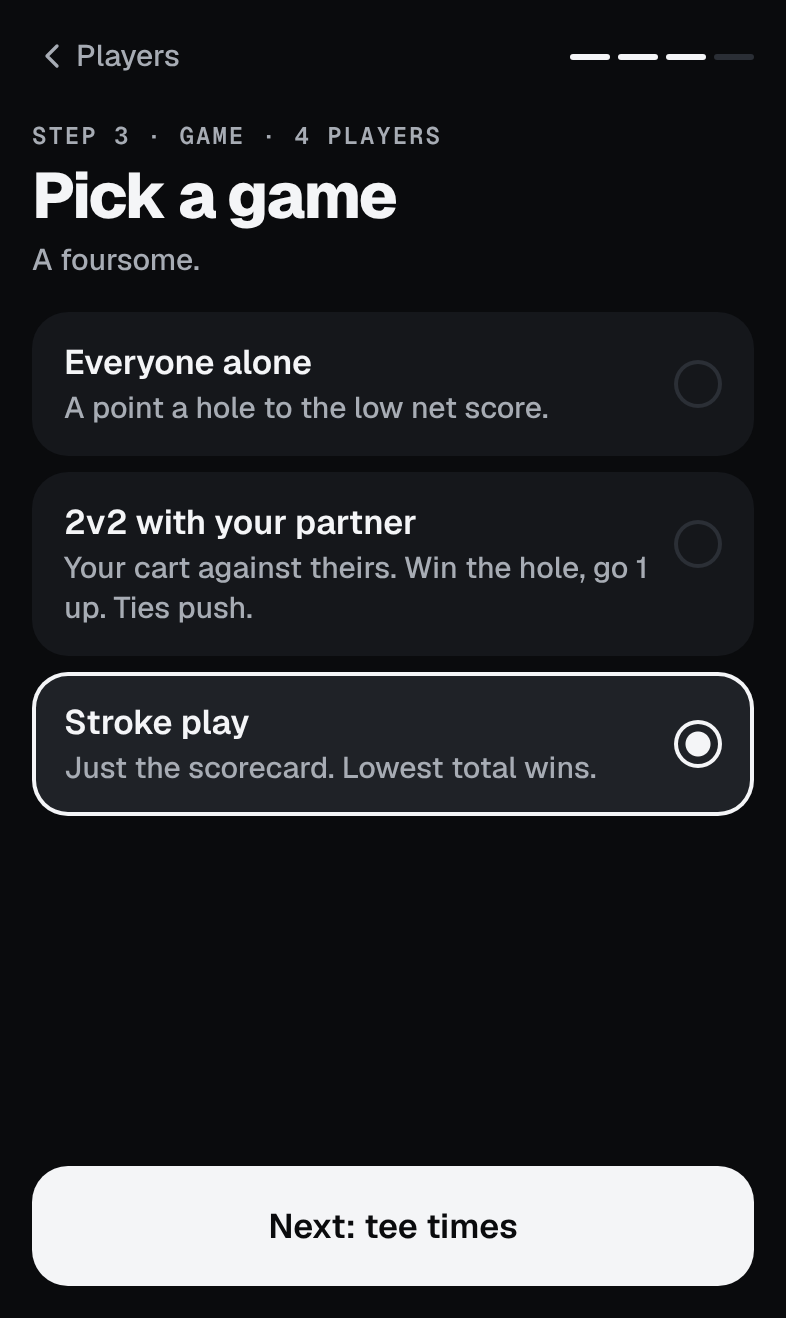 Players
STEP 3 · GAME · 4 PLAYERS
Pick a game
A foursome.
Everyone alone
A point a hole to the low net score.
2v2 with your partner
Your cart against theirs. Win the hole, go 1
up. Ties push.
Stroke play
Just the scorecard. Lowest total wins.
Next: tee times